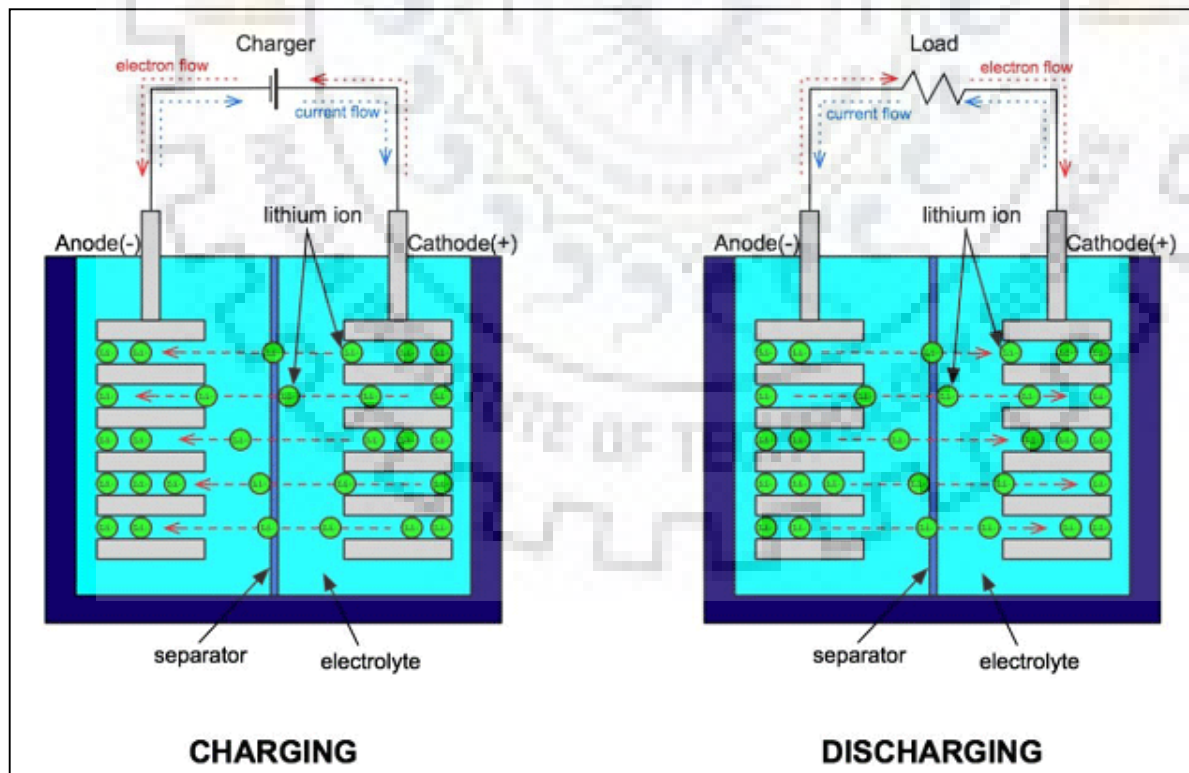 Charger
electron flow
current flow
lithium ion
Anode(-)
Cathode(+)
separator
electrolyte
CHARGING
Load
electron flow
current flow
lithium ion
Anode(-)
Cathode(+)
separator
electrolyte
DISCHARGING